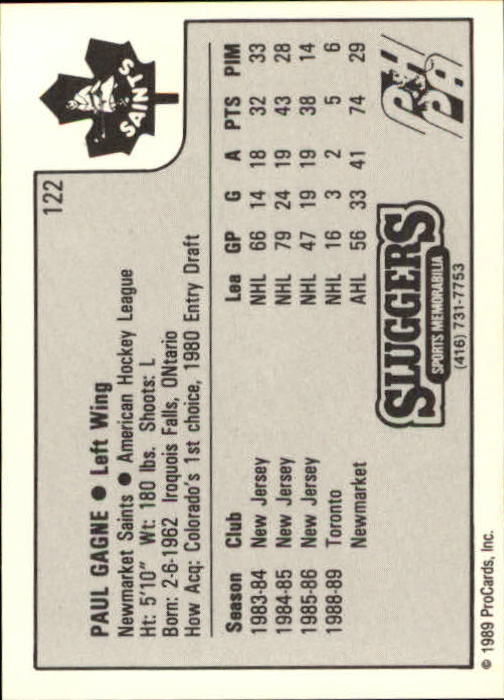 122
SAINTS
PAUL GAGNE ● Left Wing
Newmarket Saints ● American Hockey League
Ht: 5'10" Wt: 180 lbs. Shoots: L
Born: 2-6-1962 Iroquois Falls, ONtario
How Acq: Colorado's 1st choice, 1980 Entry Draft
Season Club Lea GP G A PTS PIM
1983-84 New Jersey NHL 66 14 18 32 33
1984-85 New Jersey NHL 79 24 19 43 28
1985-86 New Jersey NHL 47 19 19 38 14
1988-89 Toronto NHL 16 3 2 5 6
Newmarket AHL 56 33 41 74 29
SLUGGERS
SPORTS MEMORABILIA
(416) 731-7753
© 1989 ProCards, Inc.